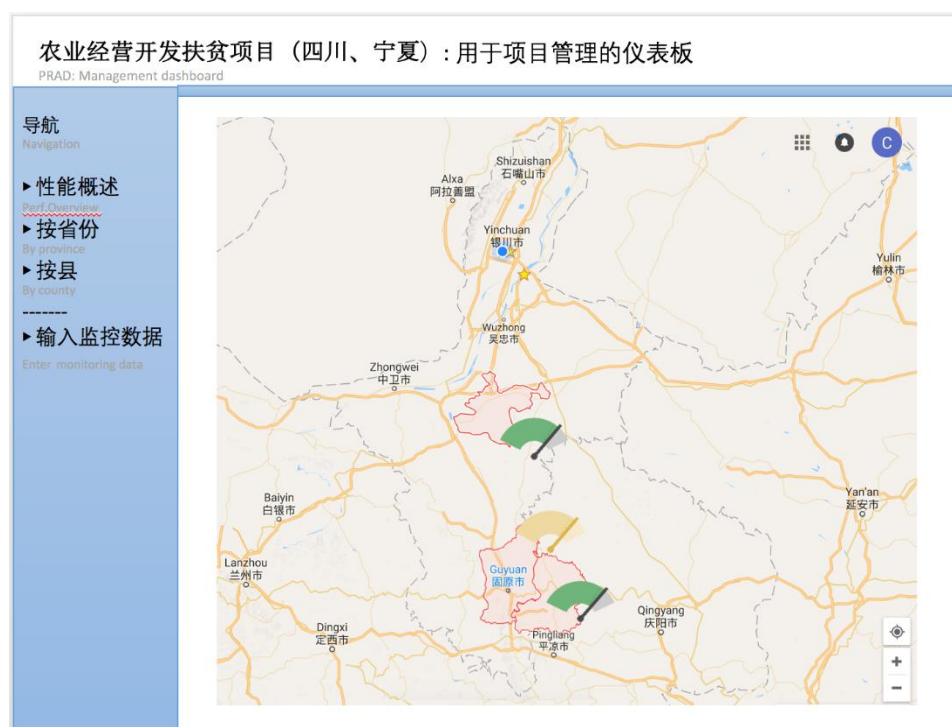 农业经营开发扶贫项目（四川、宁夏）: 用于项目管理的仪表板
PRAD: Management dashboard
导航
Navigation
▸性能概述
Perf.Overview
▸按省份
By province
▸按县
By county
-------
▸输入监控数据
Enter monitoring data
C
Shizuishan
石嘴山市
Alxa
阿拉善盟
Yinchuan
银川市
Yulin
榆林市
Wuzhong
吴忠市
Zhongwei
中卫市
Baiyin
白银市
Yan'an
延安市
Lanzhou
兰州市
Guyuan
固原市
Qingyang
庆阳市
Dingxi
定西市
Pingliang
平凉市
+
−